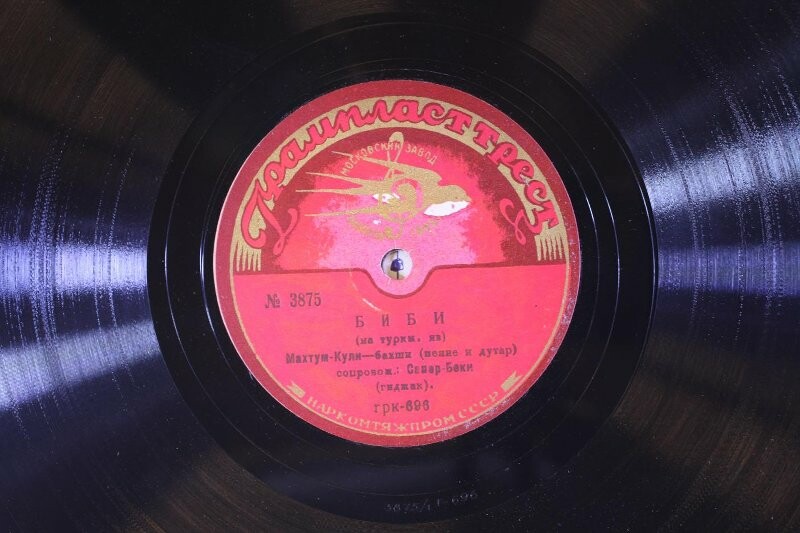 Грампласттрест
МОСКОВСКИЙ ЗАВОД
№ 3875
БИБИ
(на туркм. яз)
Махтум-Кули—бахши (пение и дутар)
сопровож.: Сапар-Беки
(гиджак).
грк-696
НАРКОМТЯЖПРОМ СССР